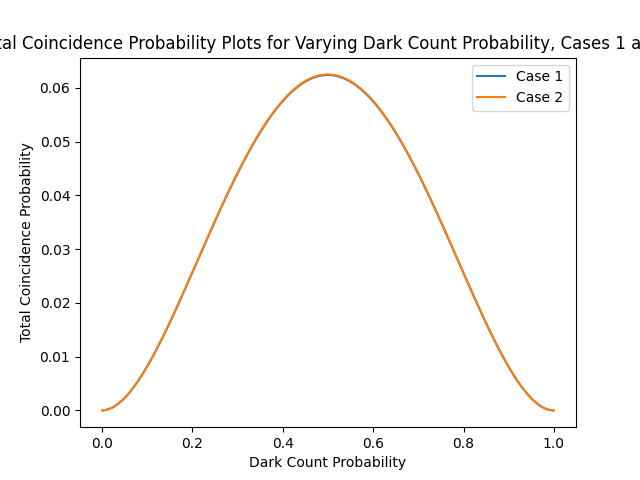 tal Coincidence Probability Plots for Varying Dark Count Probability, Cases 1 a
Case 1
Case 2
Total Coincidence Probability
0.06
0.05
0.04
0.03
0.02
0.01
0.00
0.0 0.2 0.4 0.6 0.8 1.0
Dark Count Probability